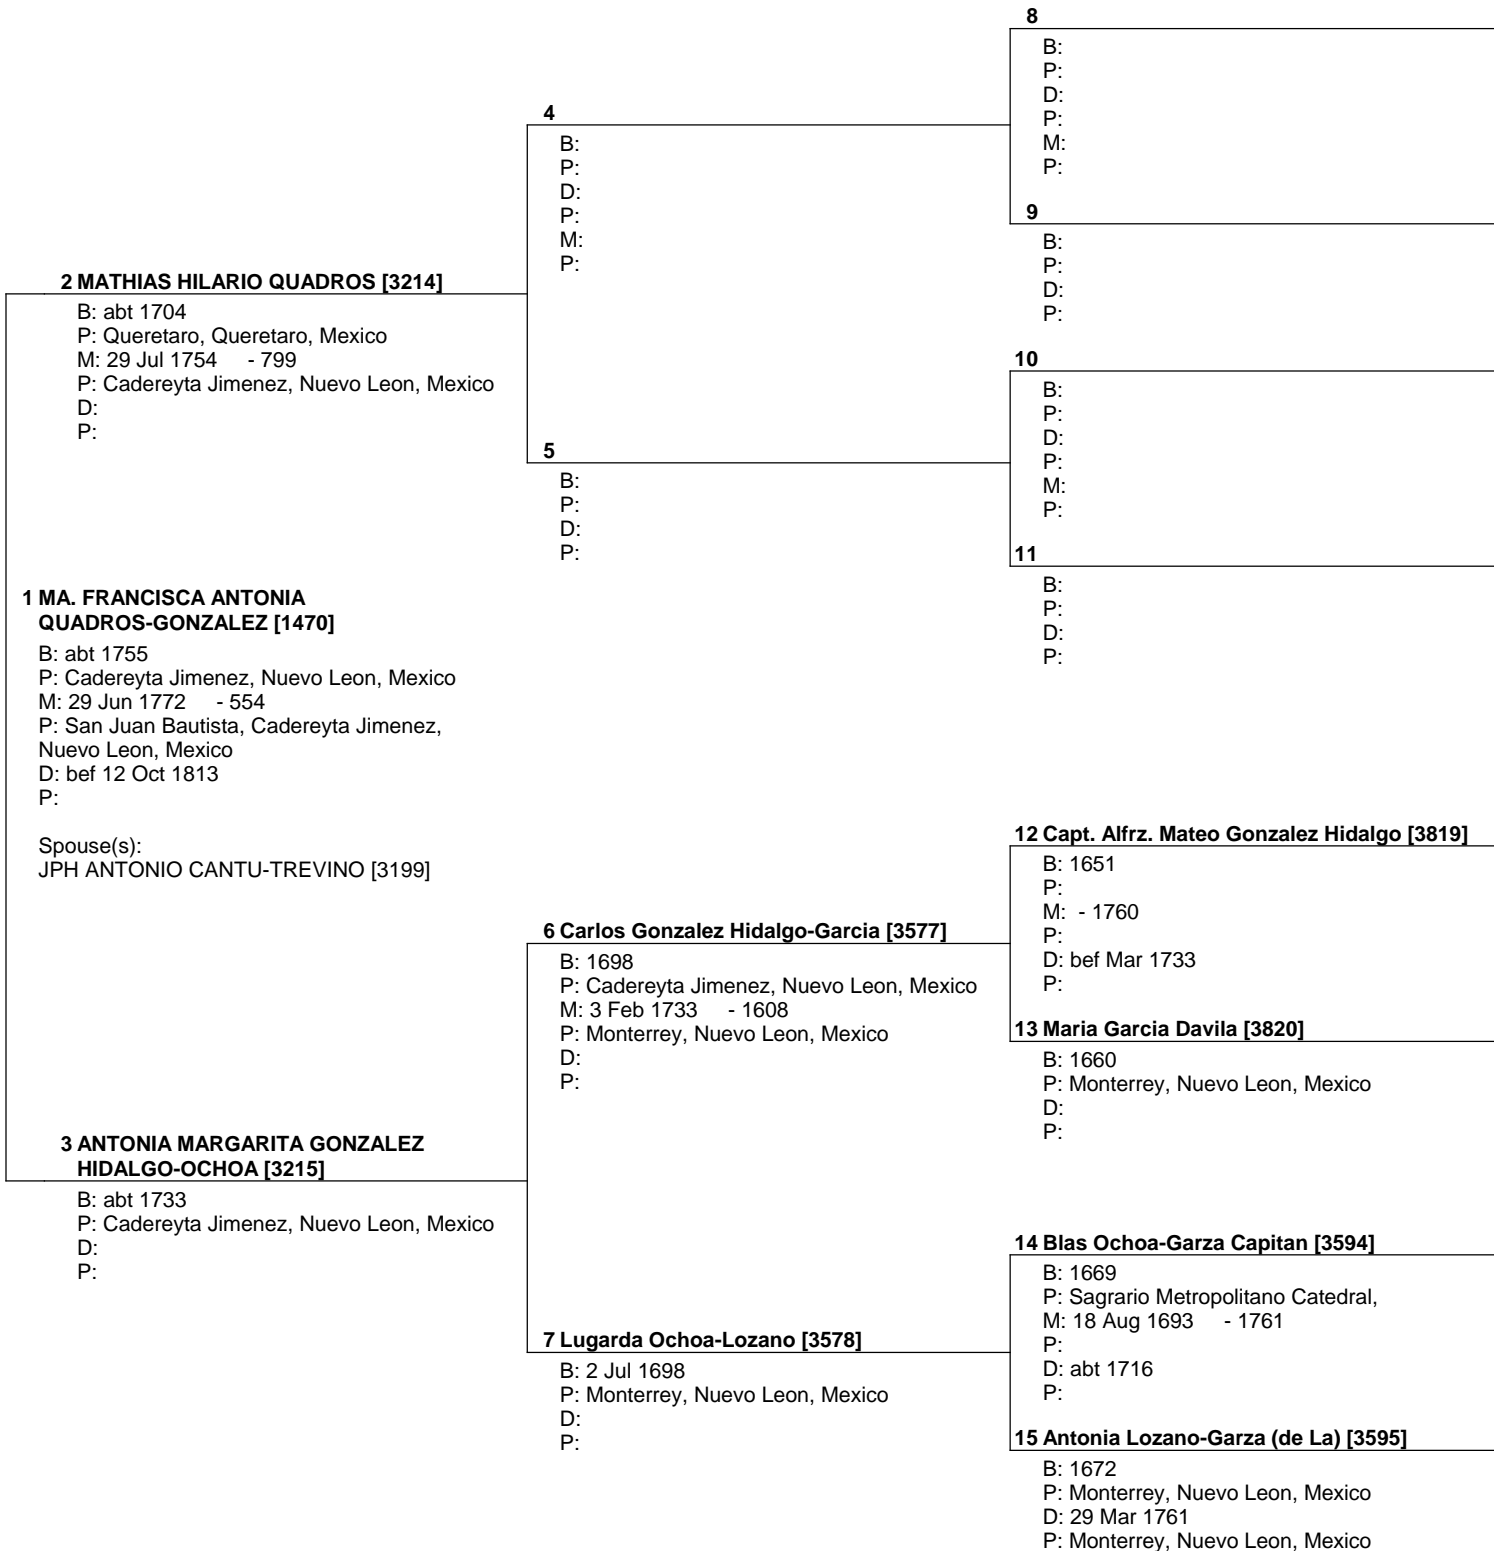 8
B:
P:
D:
P:
M:
P:
4
B:
P:
D:
P:
M:
P:
9
B:
P:
D:
P:
2 MATHIAS HILARIO QUADROS [3214]
B: abt 1704
P: Queretaro, Queretaro, Mexico
M: 29 Jul 1754 - 799
P: Cadereyta Jimenez, Nuevo Leon, Mexico
D:
P:
10
B:
P:
D:
P:
M:
P:
5
B:
P:
D:
P:
11
B:
P:
D:
P:
1 MA. FRANCISCA ANTONIA
QUADROS-GONZALEZ [1470]
B: abt 1755
P: Cadereyta Jimenez, Nuevo Leon, Mexico
M: 29 Jun 1772 - 554
P: San Juan Bautista, Cadereyta Jimenez,
Nuevo Leon, Mexico
D: bef 12 Oct 1813
P:
Spouse(s):
JPH ANTONIO CANTU-TREVINO [3199]
12 Capt. Alfrz. Mateo Gonzalez Hidalgo [3819]
B: 1651
P:
M: - 1760
P:
D: bef Mar 1733
P:
6 Carlos Gonzalez Hidalgo-Garcia [3577]
B: 1698
P: Cadereyta Jimenez, Nuevo Leon, Mexico
M: 3 Feb 1733 - 1608
P: Monterrey, Nuevo Leon, Mexico
D:
P:
13 Maria Garcia Davila [3820]
B: 1660
P: Monterrey, Nuevo Leon, Mexico
D:
P:
3 ANTONIA MARGARITA GONZALEZ
HIDALGO-OCHOA [3215]
B: abt 1733
P: Cadereyta Jimenez, Nuevo Leon, Mexico
D:
P:
14 Blas Ochoa-Garza Capitan [3594]
B: 1669
P: Sagrario Metropolitano Catedral,
M: 18 Aug 1693 - 1761
P:
D: abt 1716
P:
7 Lugarda Ochoa-Lozano [3578]
B: 2 Jul 1698
P: Monterrey, Nuevo Leon, Mexico
D:
P:
15 Antonia Lozano-Garza (de La) [3595]
B: 1672
P: Monterrey, Nuevo Leon, Mexico
D: 29 Mar 1761
P: Monterrey, Nuevo Leon, Mexico